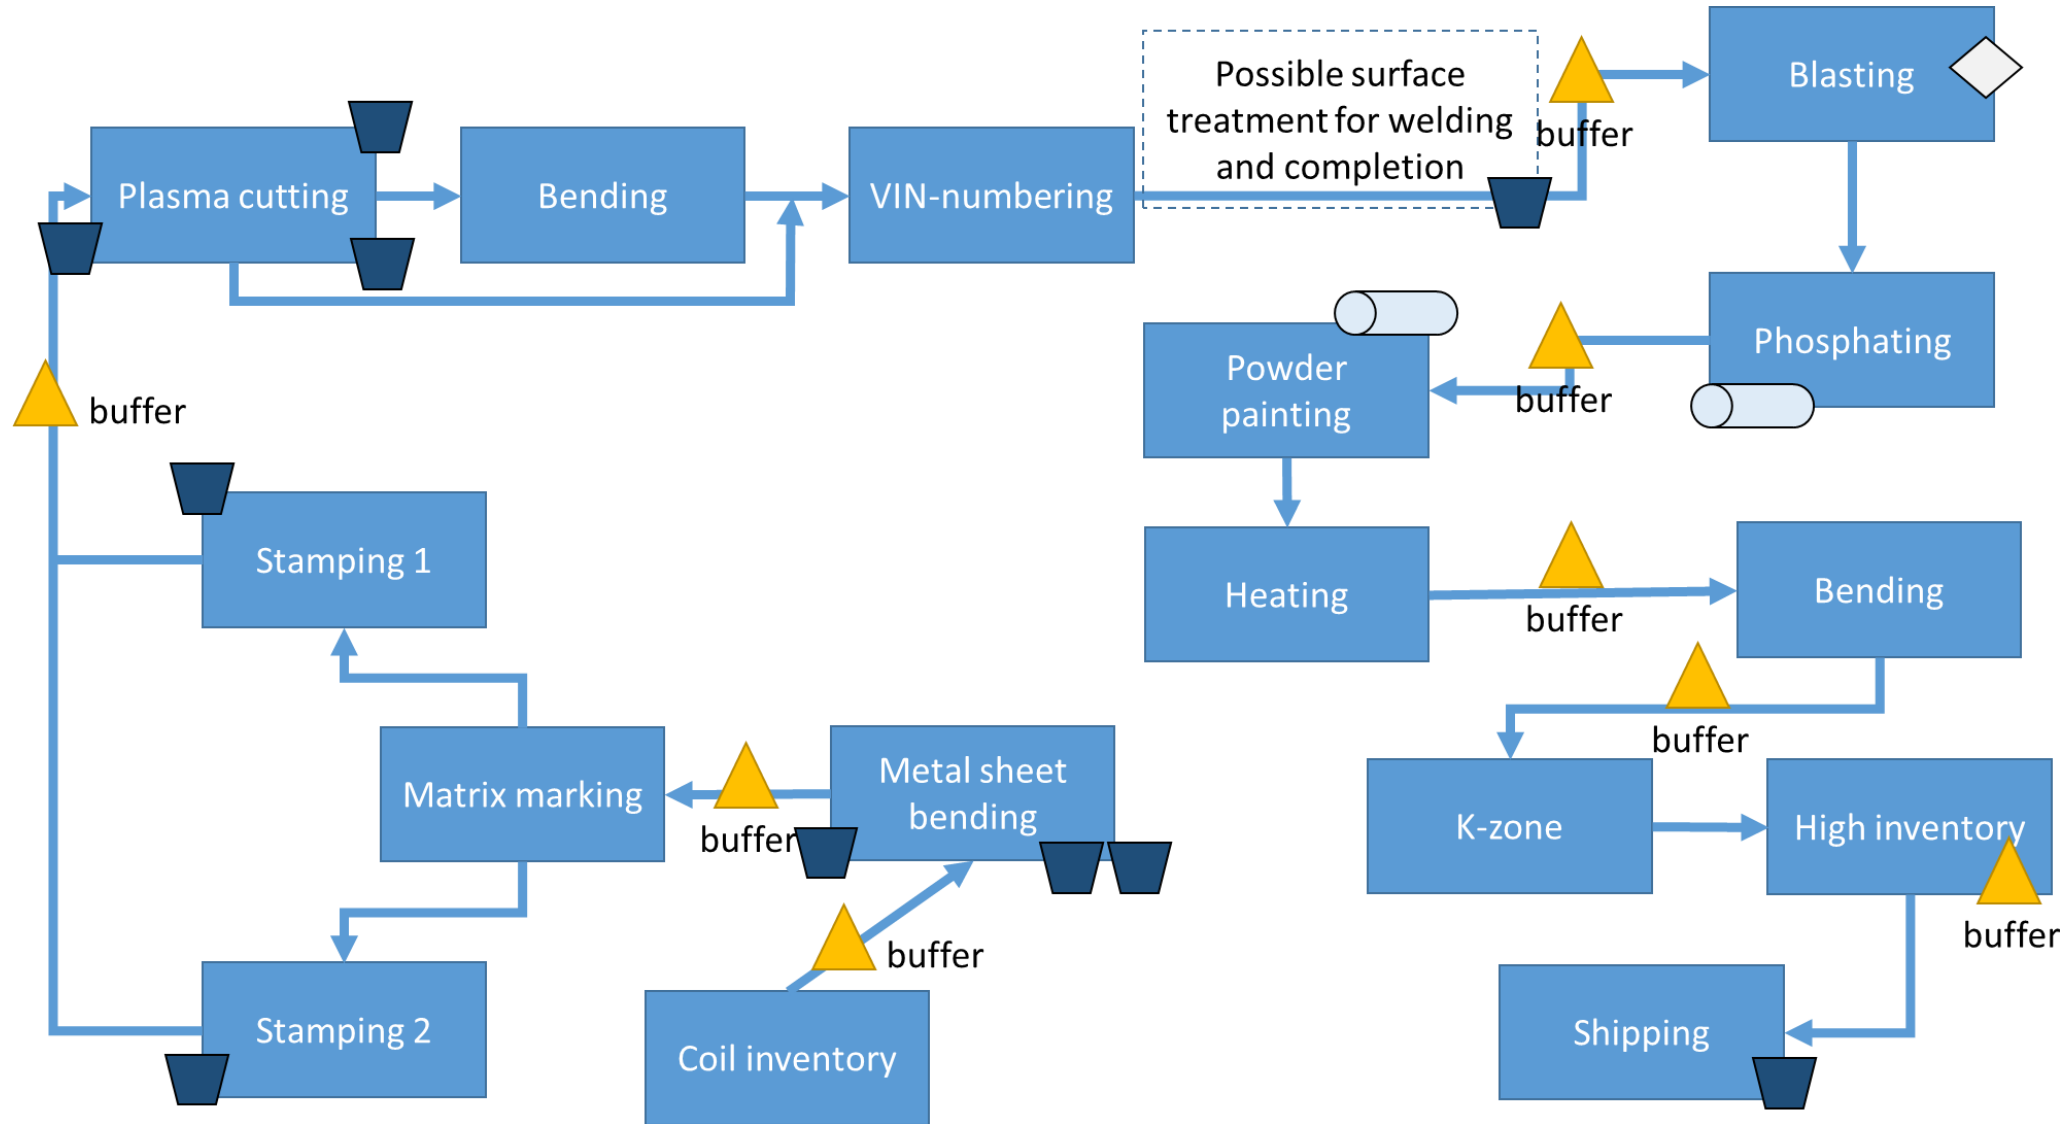 Possible surface
treatment for welding
and completion
buffer
Blasting
Plasma cutting
Bending
VIN-numbering
Phosphating
buffer
Powder
painting
buffer
Stamping 1
Heating
buffer
Bending
buffer
Matrix marking
buffer
Metal sheet
bending
K-zone
High inventory
buffer
buffer
Stamping 2
Coil inventory
Shipping